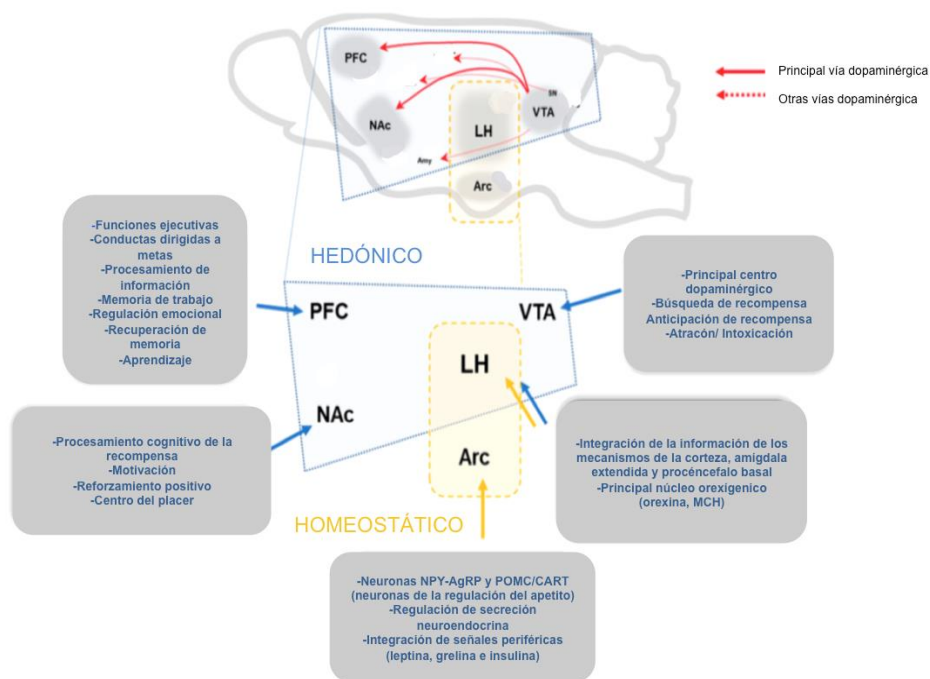 PFC
NAc
LH
SN
VTA
Amy
Arc
Principal vía dopaminérgica
Otras vías dopaminérgica
-Funciones ejecutivas
-Conductas dirigidas a
metas
-Procesamiento de
información
-Memoria de trabajo
-Regulación emocional
-Recuperación de
memoria
-Aprendizaje
HEDÓNICO
PFC
VTA
LH
NAc
Arc
HOMEOSTÁTICO
-Principal centro
dopaminérgico
-Búsqueda de recompensa
Anticipación de recompensa
-Atracón/ Intoxicación
-Procesamiento cognitivo de la
recompensa
-Motivación
-Reforzamiento positivo
-Centro del placer
-Integración de la información de los
mecanismos de la corteza, amígdala
extendida y procéncefalo basal
-Principal núcleo orexígenico
(orexina, MCH)
-Neuronas NPY-AgRP y POMC/CART
(neuronas de la regulación del apetito)
-Regulación de secreción
neuroendocrina
-Integración de señales periféricas
(leptina, grelina e insulina)